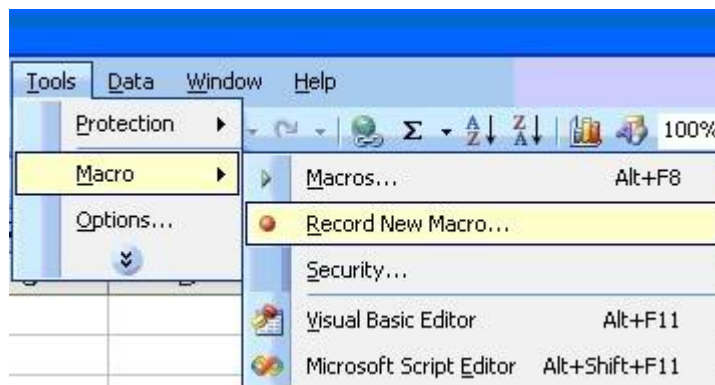 Tools Data Window Help
Protection
100%
Macro
Macros... Alt+F8
Options...
Record New Macro...
Security...
Visual Basic Editor Alt+F11
Microsoft Script Editor Alt+Shift+F11